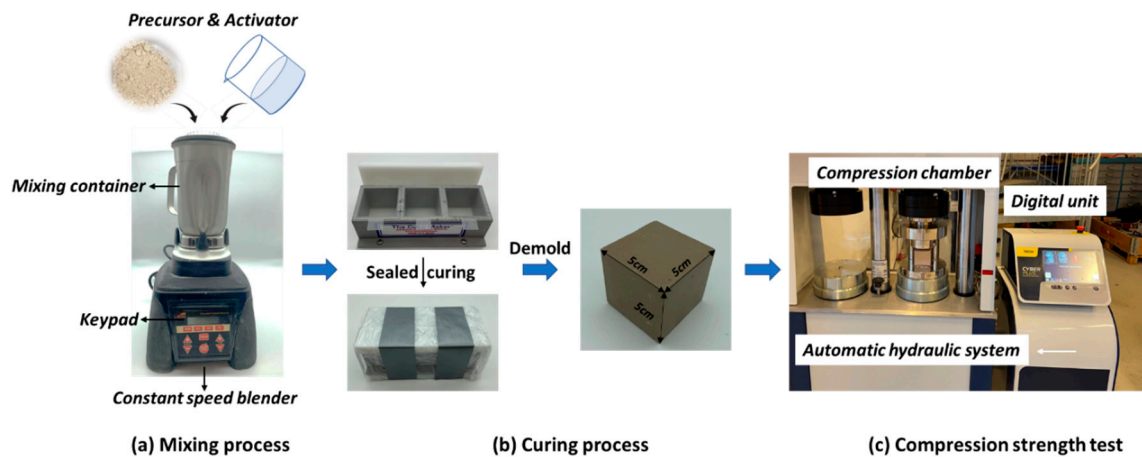 Precursor & Activator
Mixing container
Keypad
Constant speed blender
(a) Mixing process
Sealed curing
Demold
5cm
5cm
5cm
(b) Curing process
Compression chamber
Digital unit
CYBER
Automatic hydraulic system
(c) Compression strength test